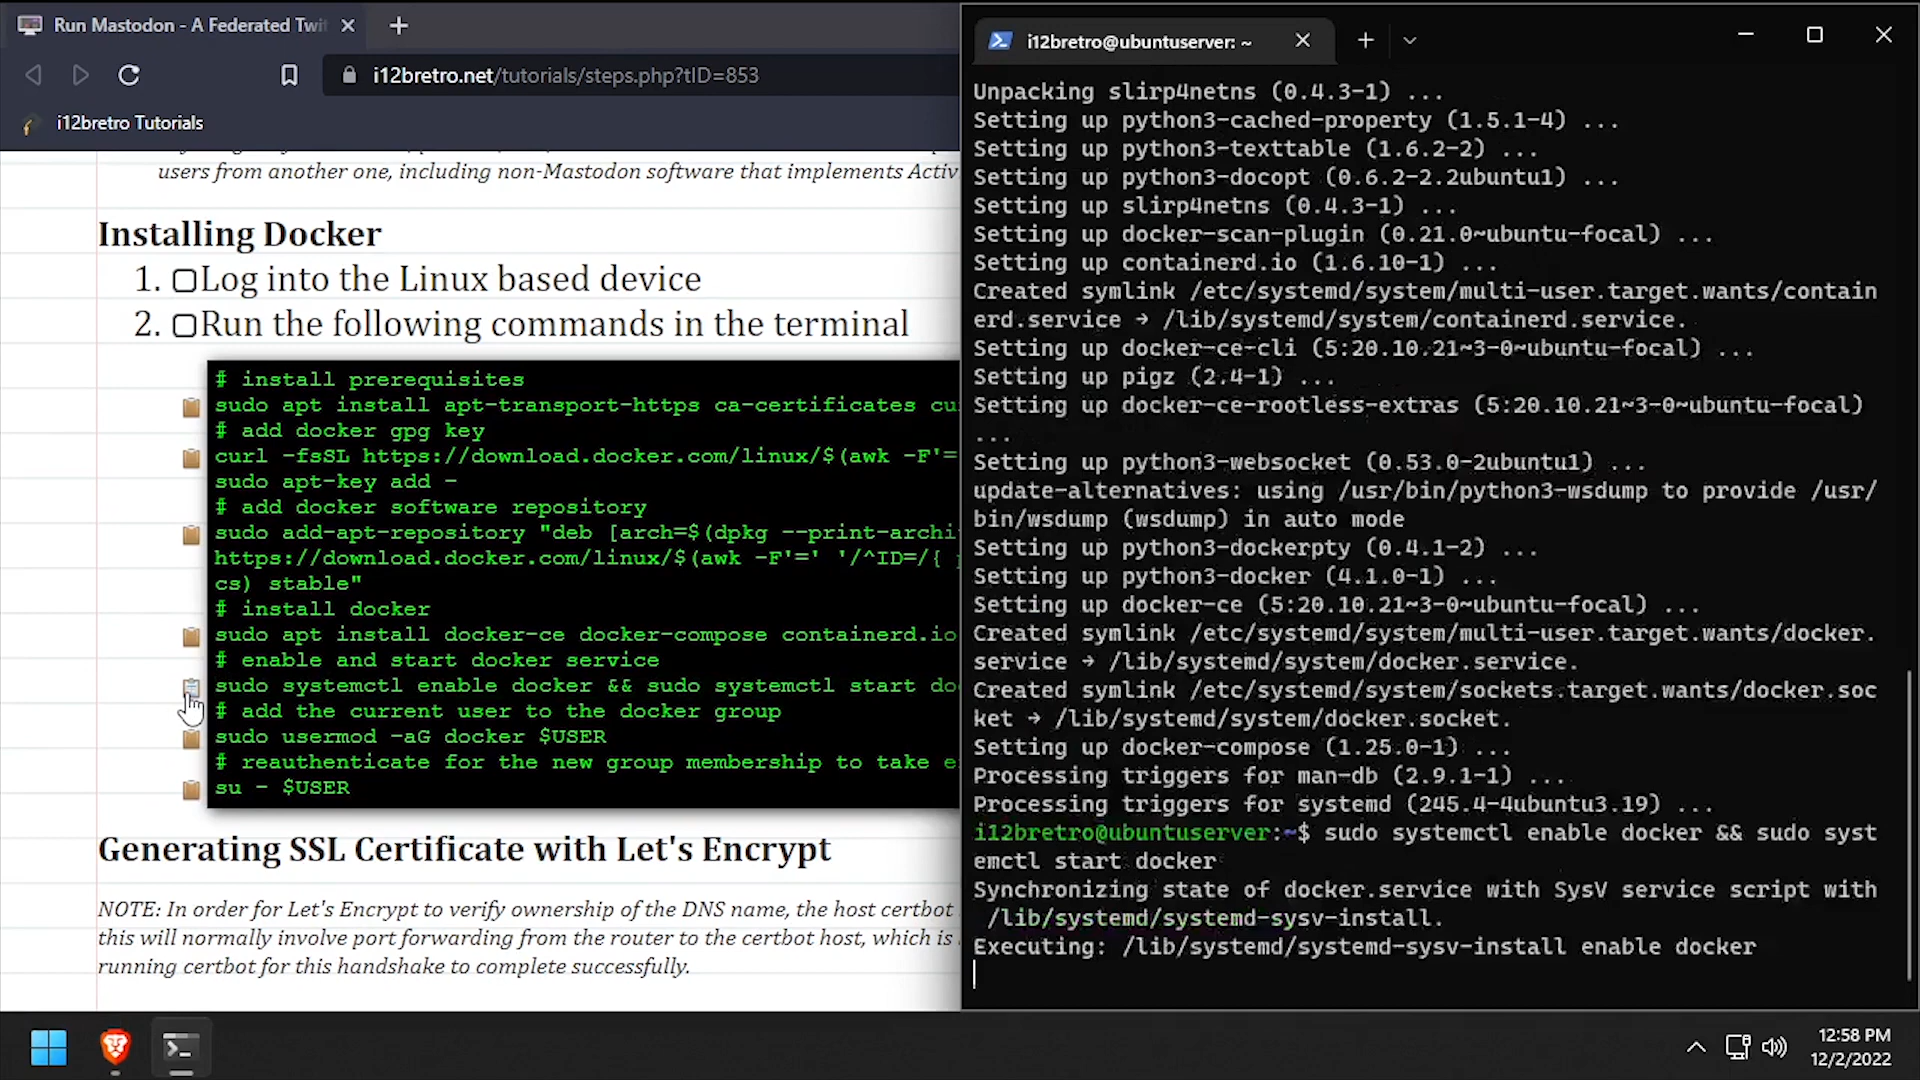 Run Mastodon - A Federated Twi
i12bretro.net/tutorials/steps.php?tID=853
i12bretro Tutorials
users from another one, including non-Mastodon software that implements Activ
Installing Docker
1. Log into the Linux based device
2. Run the following commands in the terminal
# install prerequisites
sudo apt install apt-transport-https ca-certificates cu
# add docker gpg key
curl -fsSL https://download.docker.com/linux/$(awk -F'=
sudo apt-key add -
# add docker software repository
sudo add-apt-repository "deb [arch=$(dpkg --print-archi
https://download.docker.com/linux/$(awk -F'=' '/^ID=/{ p
cs) stable"
# install docker
sudo apt install docker-ce docker-compose containerd.io
# enable and start docker service
sudo systemctl enable docker && sudo systemctl start do
# add the current user to the docker group
sudo usermod -aG docker $USER
# reauthenticate for the new group membership to take e
su - $USER
Generating SSL Certificate with Let's Encrypt
NOTE: In order for Let's Encrypt to verify ownership of the DNS name, the host certbot
this will normally involve port forwarding from the router to the certbot host, which is
running certbot for this handshake to complete successfully.
i12bretro@ubuntuserver: ~
Unpacking slirp4netns (0.4.3-1) ...
Setting up python3-cached-property (1.5.1-4) ...
Setting up python3-texttable (1.6.2-2) ...
Setting up python3-docopt (0.6.2-2.2ubuntu1) ...
Setting up slirp4netns (0.4.3-1) ...
Setting up docker-scan-plugin (0.21.0~ubuntu-focal) ...
Setting up containerd.io (1.6.10-1) ...
Created symlink /etc/systemd/system/multi-user.target.wants/contain
erd.service → /lib/systemd/system/containerd.service.
Setting up docker-ce-cli (5:20.10.21~3-0~ubuntu-focal) ...
Setting up pigz (2.4-1) ...
Setting up docker-ce-rootless-extras (5:20.10.21~3-0~ubuntu-focal)
...
Setting up python3-websocket (0.53.0-2ubuntu1) ...
update-alternatives: using /usr/bin/python3-wsdump to provide /usr/
bin/wsdump (wsdump) in auto mode
Setting up python3-dockerpty (0.4.1-2) ...
Setting up python3-docker (4.1.0-1) ...
Setting up docker-ce (5:20.10.21~3-0~ubuntu-focal) ...
Created symlink /etc/systemd/system/multi-user.target.wants/docker.
service → /lib/systemd/system/docker.service.
Created symlink /etc/systemd/system/sockets.target.wants/docker.soc
ket → /lib/systemd/system/docker.socket.
Setting up docker-compose (1.25.0-1) ...
Processing triggers for man-db (2.9.1-1) ...
Processing triggers for systemd (245.4-4ubuntu3.19) ...
i12bretro@ubuntuserver:~$ sudo systemctl enable docker && sudo syst
emctl start docker
Synchronizing state of docker.service with SysV service script with
/lib/systemd/systemd-sysv-install.
Executing: /lib/systemd/systemd-sysv-install enable docker
12:58 PM
12/2/2022